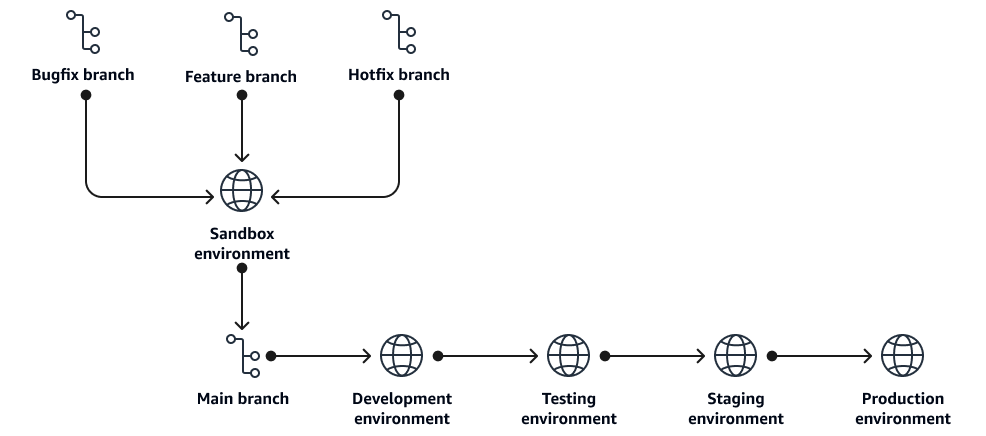 Bugfix branch
Feature branch
Hotfix branch
Sandbox
environment
Main branch
Development
environment
Testing
environment
Staging
environment
Production
environment